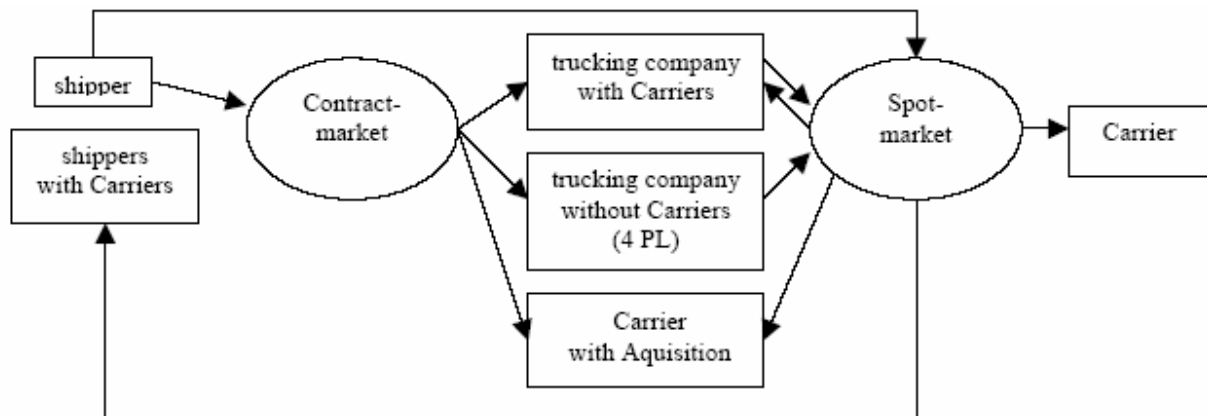 shipper
shippers
with Carriers
Contract-
market
trucking company
with Carriers
trucking company
without Carriers
(4 PL)
Carrier
with Aquisition
Spot-
market
Carrier